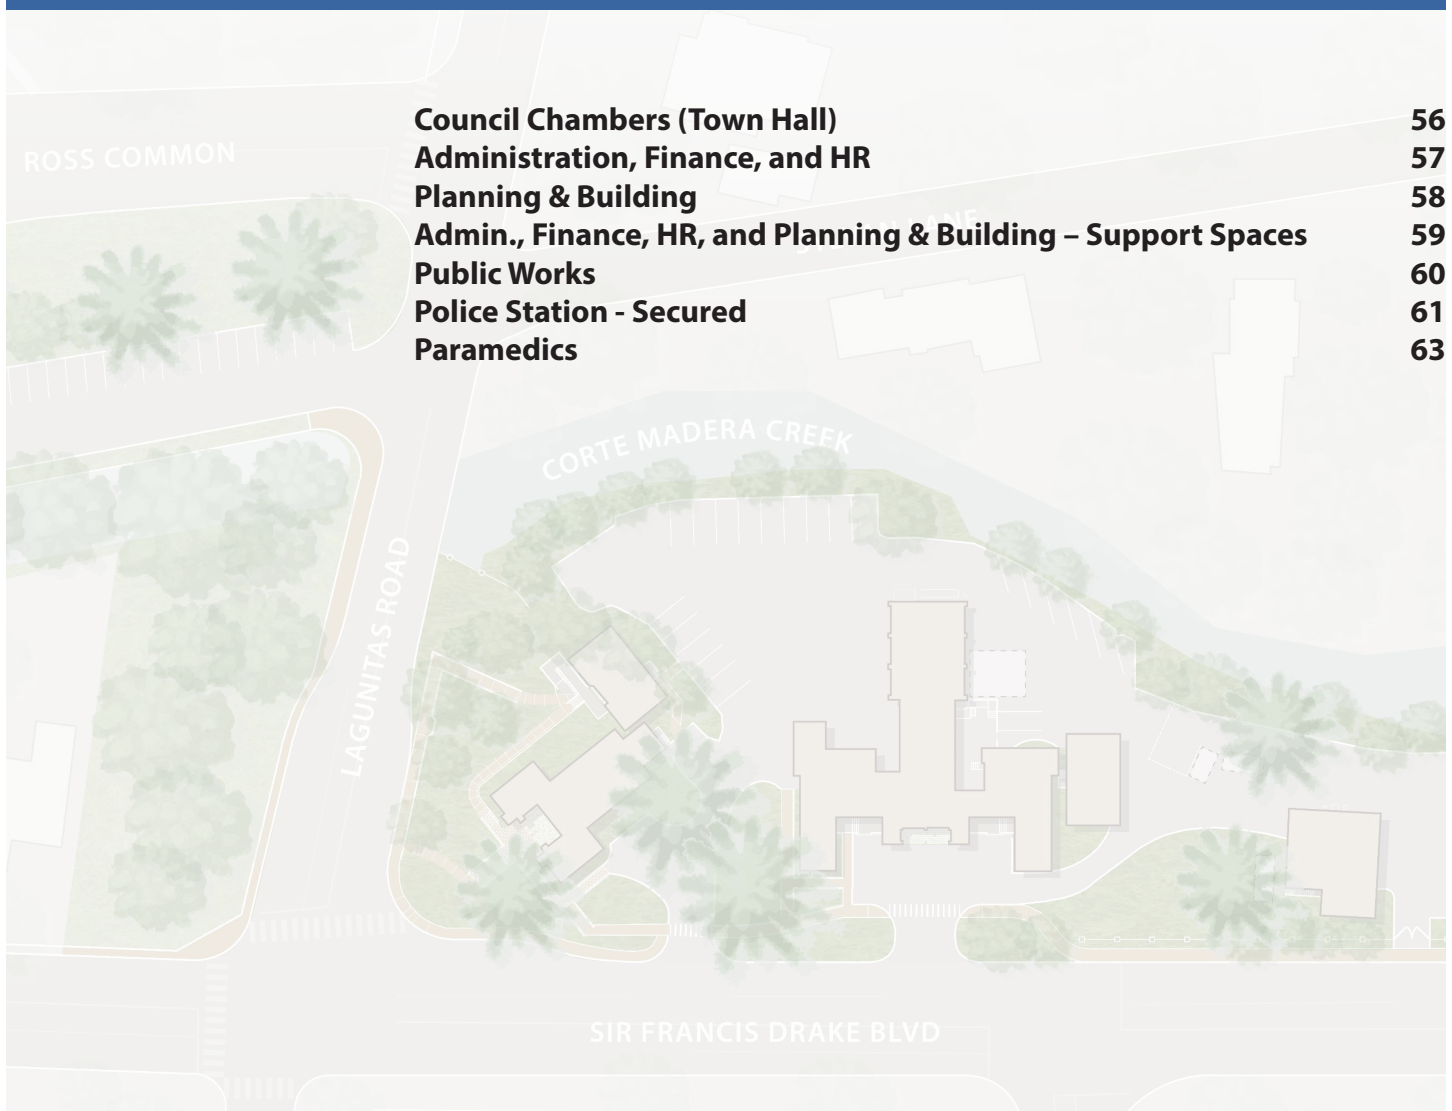 Council Chambers (Town Hall) 56
ROSS COMMON
Administration, Finance, and HR 57
Planning & Building 58
Admin., Finance, HR, and Planning & Building – Support Spaces 59
Public Works 60
Police Station - Secured 61
Paramedics 63
CORTE MADERA CREEK
LAGUNITAS ROAD
SIR FRANCIS DRAKE BLVD